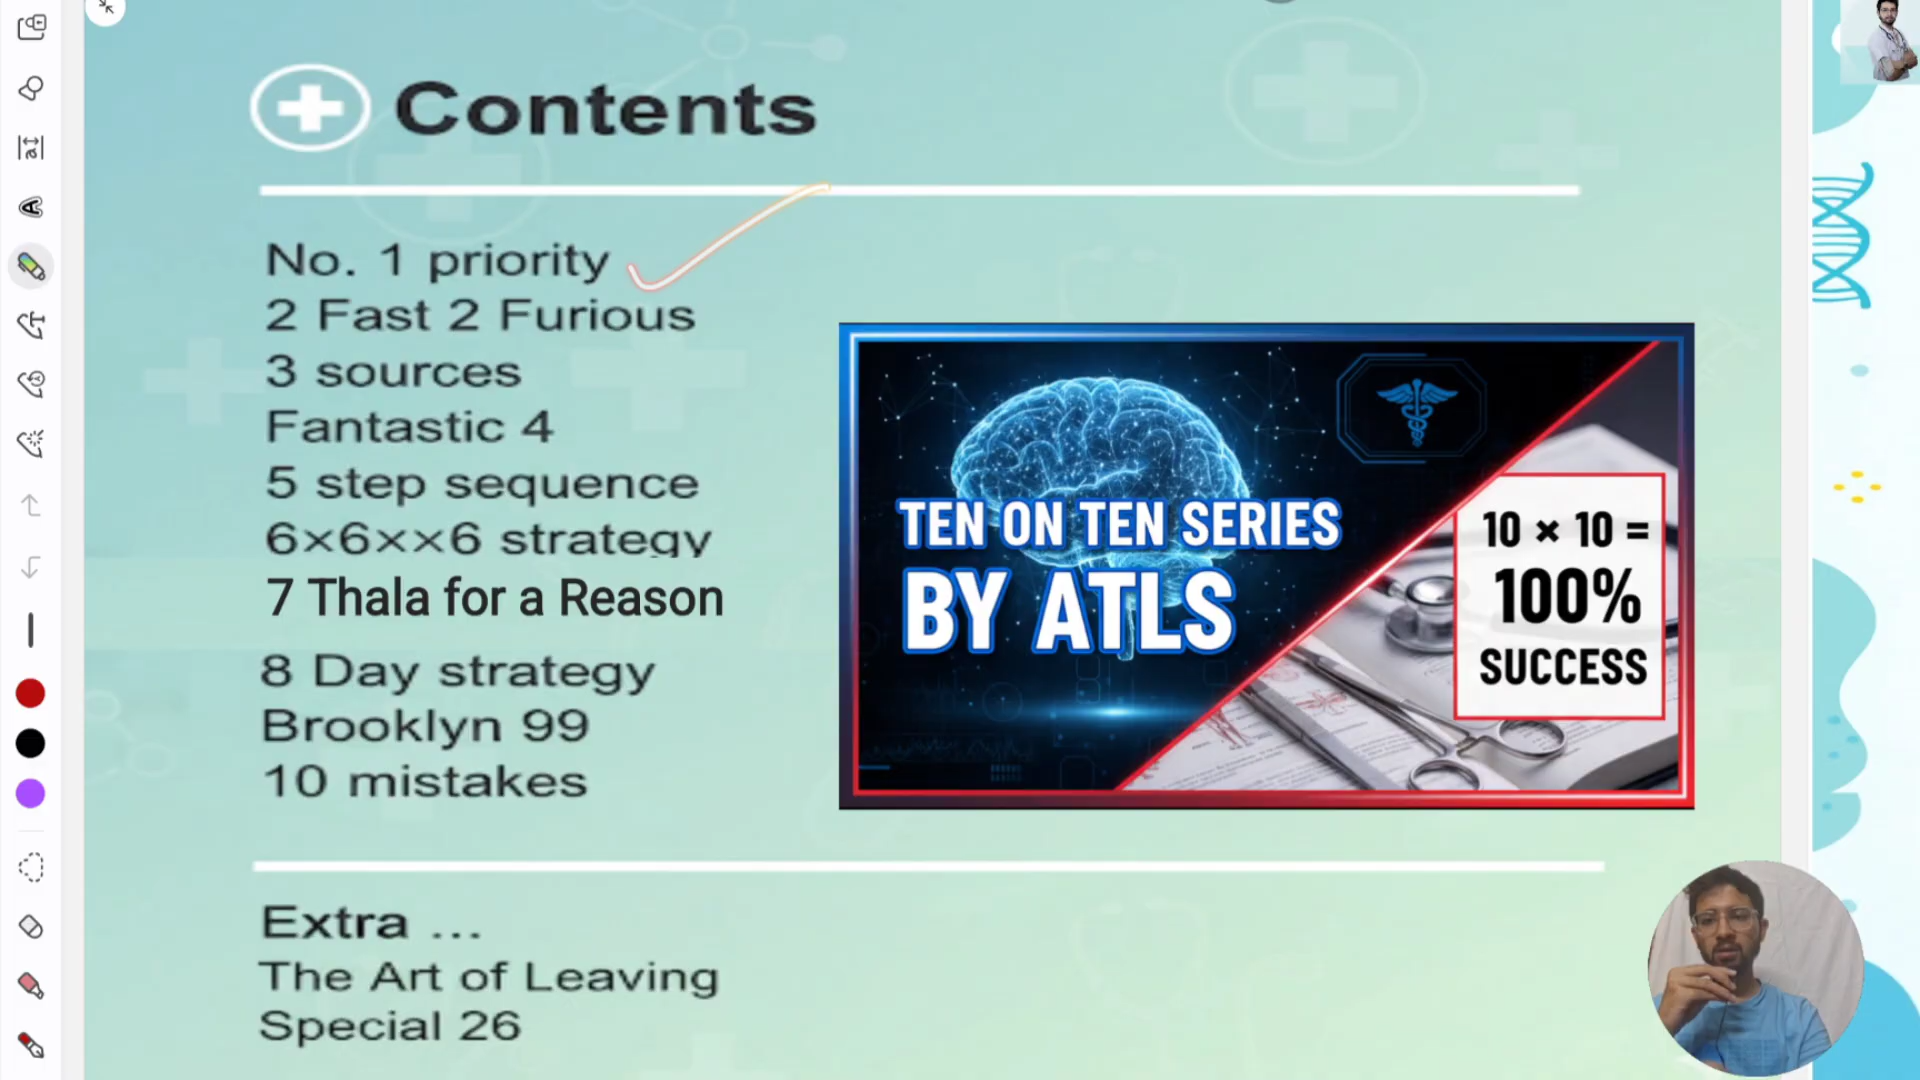 Contents
No. 1 priority
2 Fast 2 Furious
3 sources
Fantastic 4
5 step sequence
6×6××6 strategy
7 Thala for a Reason
8 Day strategy
Brooklyn 99
10 mistakes
TEN ON TEN SERIES
BY ATLS
10 × 10 =
100%
SUCCESS
Extra ...
The Art of Leaving
Special 26